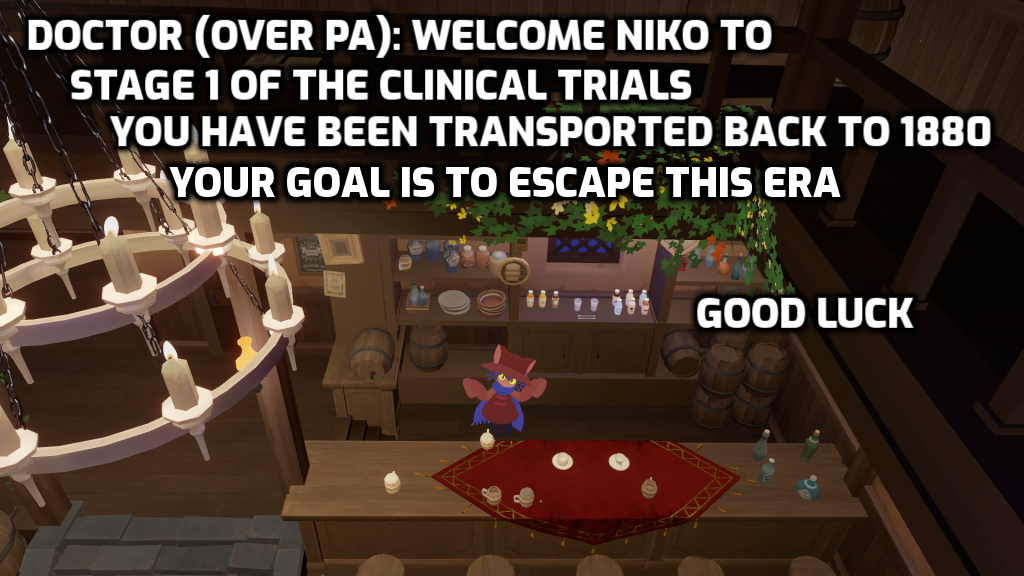 DOCTOR (OVER PA): WELCOME NIKO TO
STAGE 1 OF THE CLINICAL TRIALS
YOU HAVE BEEN TRANSPORTED BACK TO 1880
YOUR GOAL IS TO ESCAPE THIS ERA
GOOD LUCK